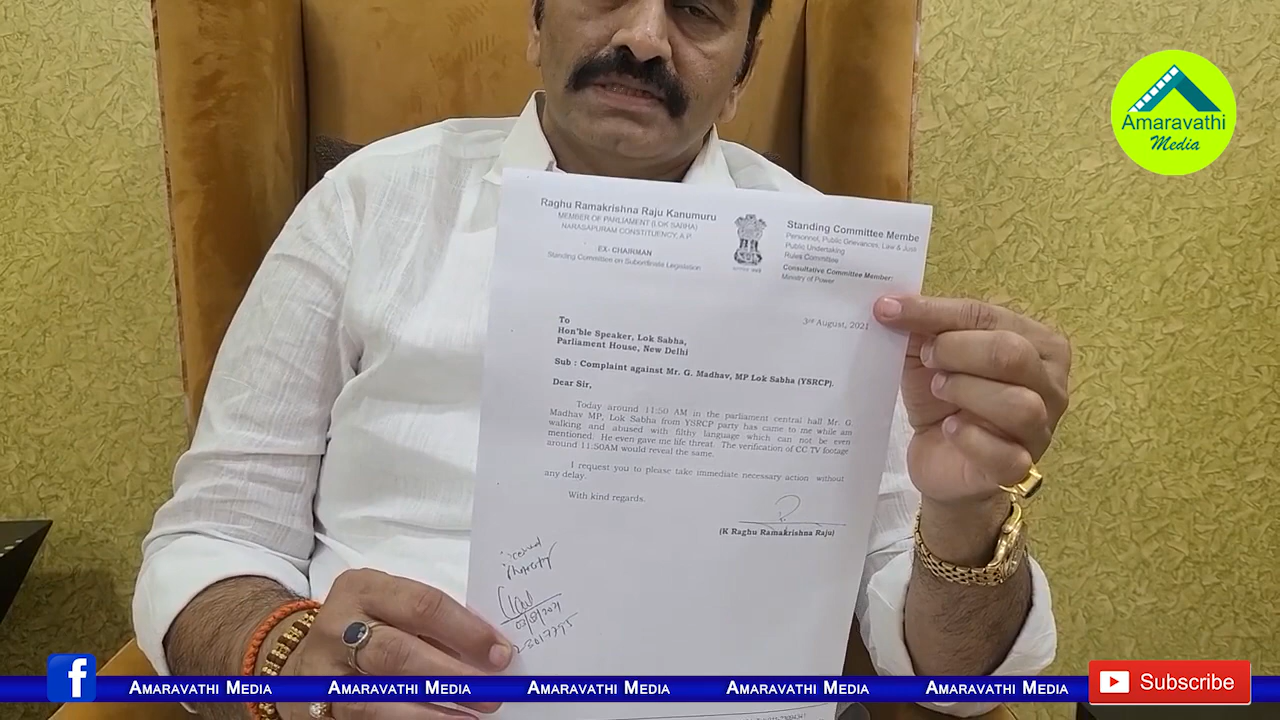 Amaravathi
Media
Raghu Ramakrishna Raju Kanumuru
MEMBER OF PARLIAMENT (LOK SABHA)
NARASAPURAM CONSTITUENCY, A.P.
EX- CHAIRMAN
Standing Committee on Subordinate Legislation
Standing Committee Membe
Personnel, Public Grievances, Law & Just
Public Undertaking
Rules Committee
Consultative Committee Member:
Ministry of Power
3rd August, 2021
To
Hon'ble Speaker, Lok Sabha,
Parliament House, New Delhi
Sub : Complaint against Mr. G. Madhav, MP Lok Sabha (YSRCP).
Dear Sir,
Today around 11:50 AM in the parliament central hall Mr. G.
Madhav MP, Lok Sabha from YSRCP party has came to me while am
walking and abused with filthy language which can not be even
mentioned. He even gave me life threat. The verification of CC TV footage
around 11:50AM would reveal the same.
I request you to please take immediate necessary action without
any delay.
With kind regards.
(K Raghu Ramakrishna Raju)
03/08/2021
f
Amaravathi Media
Amaravathi Media
Amaravathi Media
Amaravathi Media
Amaravathi Media
Subscribe